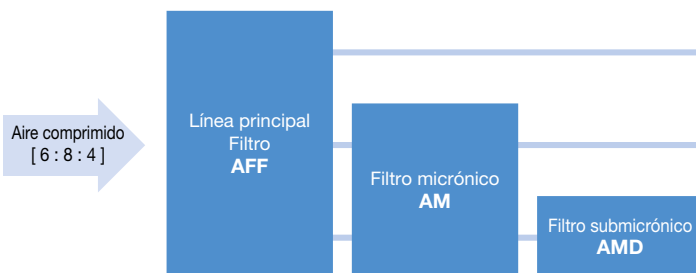 Aire comprimido
[ 6 : 8 : 4 ]
Línea principal
Filtro
AFF
Filtro micrónico
AM
Filtro submicrónico
AMD